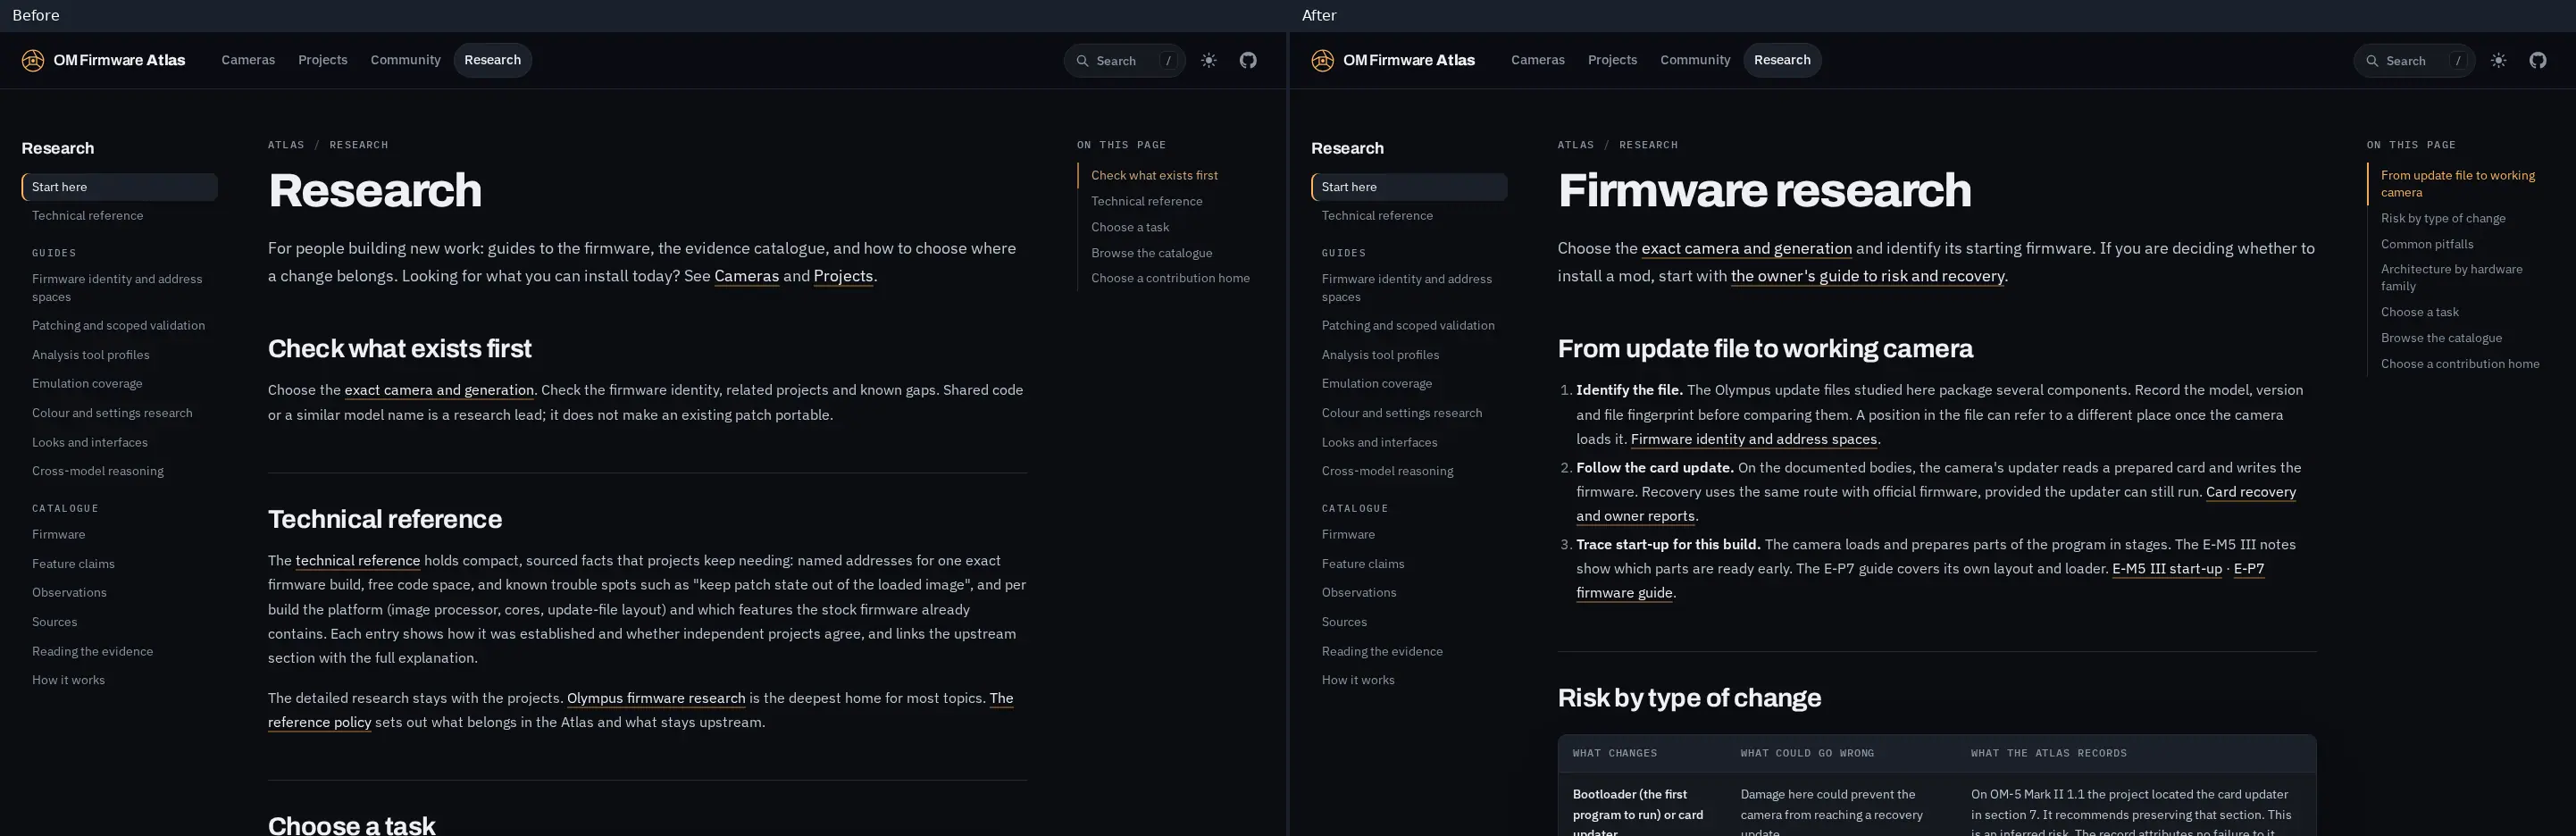 Before
OM Firmware Atlas
Cameras
Projects
Community
Research
Search /
Research
Start here
Technical reference
GUIDES
Firmware identity and address
spaces
Patching and scoped validation
Analysis tool profiles
Emulation coverage
Colour and settings research
Looks and interfaces
Cross-model reasoning
CATALOGUE
Firmware
Feature claims
Observations
Sources
Reading the evidence
How it works
ATLAS / RESEARCH
Research
For people building new work: guides to the firmware, the evidence catalogue, and how to choose where
a change belongs. Looking for what you can install today? See Cameras and Projects.
Check what exists first
Choose the exact camera and generation. Check the firmware identity, related projects and known gaps. Shared code
or a similar model name is a research lead; it does not make an existing patch portable.
Technical reference
The technical reference holds compact, sourced facts that projects keep needing: named addresses for one exact
firmware build, free code space, and known trouble spots such as "keep patch state out of the loaded image", and per
build the platform (image processor, cores, update-file layout) and which features the stock firmware already
contains. Each entry shows how it was established and whether independent projects agree, and links the upstream
section with the full explanation.
The detailed research stays with the projects. Olympus firmware research is the deepest home for most topics. The
reference policy sets out what belongs in the Atlas and what stays upstream.
Choose a task
ON THIS PAGE
Check what exists first
Technical reference
Choose a task
Browse the catalogue
Choose a contribution home
After
OM Firmware Atlas
Cameras
Projects
Community
Research
Search /
Research
Start here
Technical reference
GUIDES
Firmware identity and address
spaces
Patching and scoped validation
Analysis tool profiles
Emulation coverage
Colour and settings research
Looks and interfaces
Cross-model reasoning
CATALOGUE
Firmware
Feature claims
Observations
Sources
Reading the evidence
How it works
ATLAS / RESEARCH
Firmware research
Choose the exact camera and generation and identify its starting firmware. If you are deciding whether to
install a mod, start with the owner's guide to risk and recovery.
From update file to working camera
1. Identify the file. The Olympus update files studied here package several components. Record the model, version
and file fingerprint before comparing them. A position in the file can refer to a different place once the camera
loads it. Firmware identity and address spaces.
2. Follow the card update. On the documented bodies, the camera's updater reads a prepared card and writes the
firmware. Recovery uses the same route with official firmware, provided the updater can still run. Card recovery
and owner reports.
3. Trace start-up for this build. The camera loads and prepares parts of the program in stages. The E-M5 III notes
show which parts are ready early. The E-P7 guide covers its own layout and loader. E-M5 III start-up · E-P7
firmware guide.
Risk by type of change
WHAT CHANGES
WHAT COULD GO WRONG
WHAT THE ATLAS RECORDS
Bootloader (the first
program to run) or card
updater
Damage here could prevent the
camera from reaching a recovery
update
On OM-5 Mark II 1.1 the project located the card updater
in section 7. It recommends preserving that section. This
is an inferred risk. The record attributes no failure to it
ON THIS PAGE
From update file to working
camera
Risk by type of change
Common pitfalls
Architecture by hardware
family
Choose a task
Browse the catalogue
Choose a contribution home